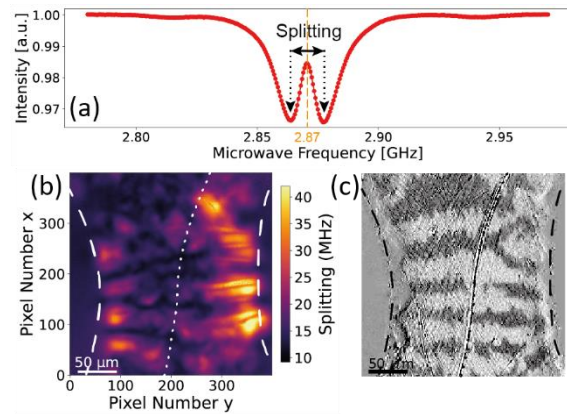 1.00
0.99
0.98
0.97
Intensity [a.u.]
Splitting
(a)
2.80
2.85
2.87
2.90
2.95
Microwave Frequency [GHz]
(b)
(c)
300
200
100
0
Pixel Number x
50 µm
0
100
200
300
Pixel Number y
40
35
30
25
20
15
10
Splitting (MHz)
50 µm